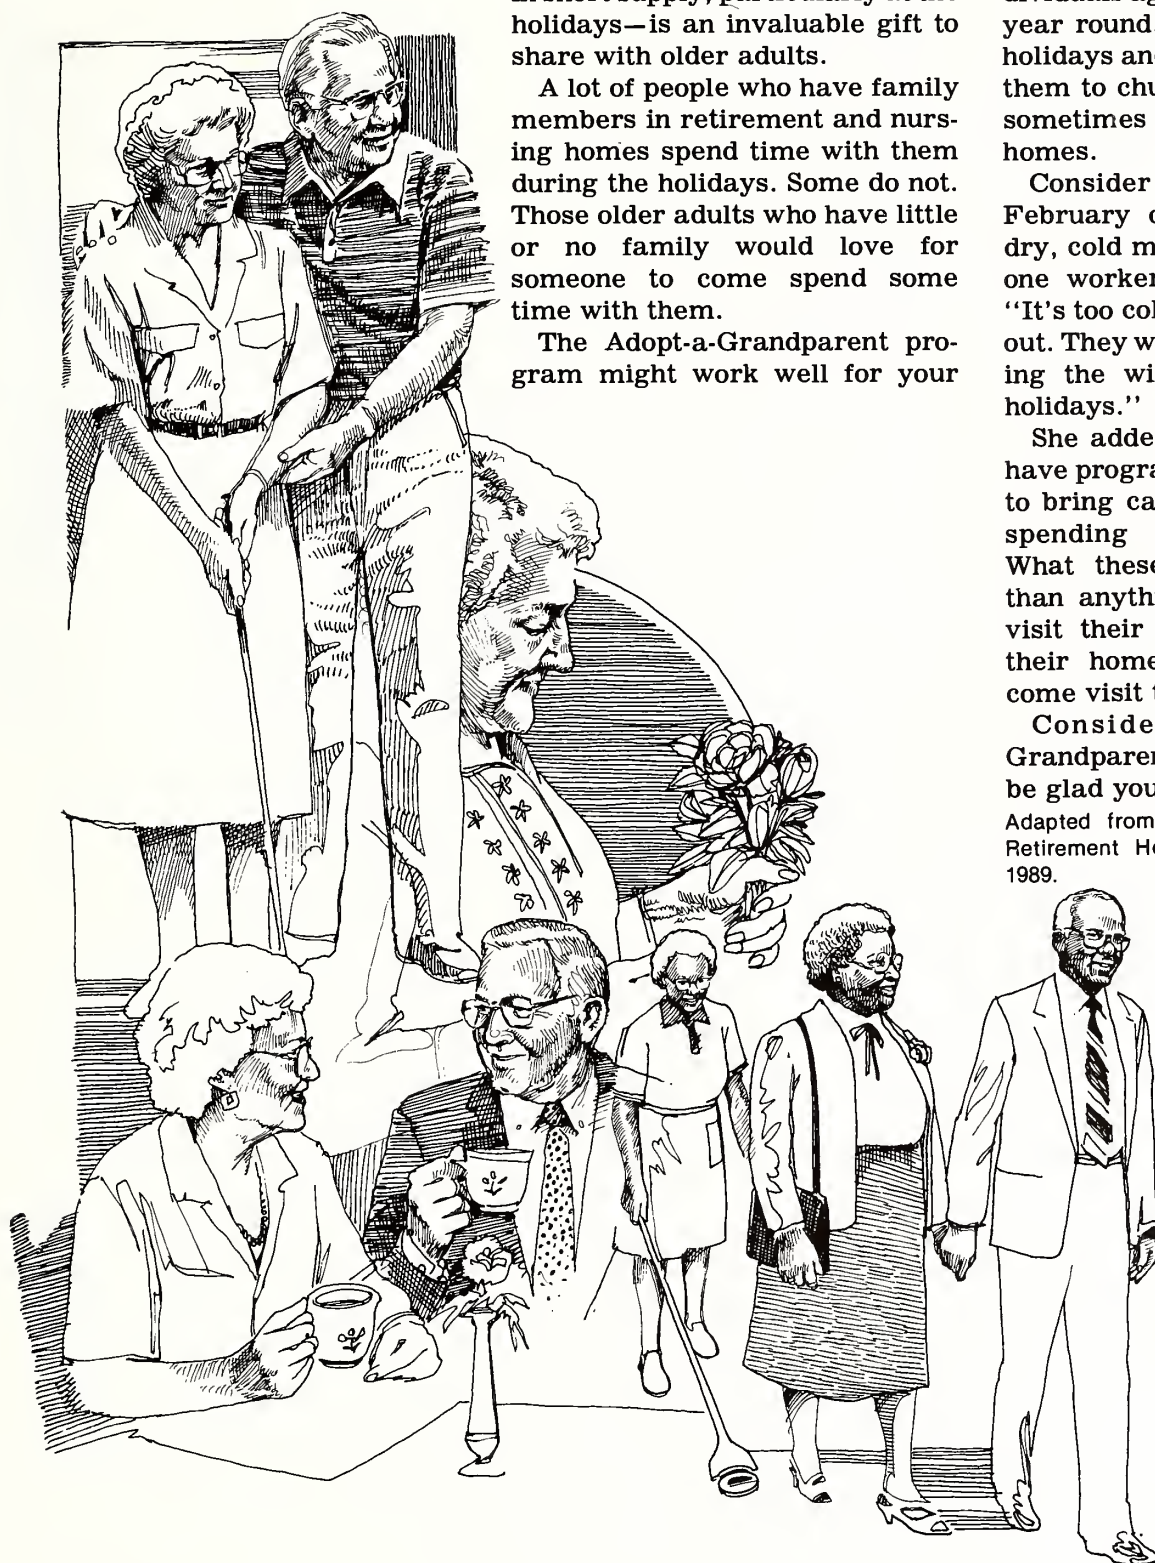 holidays—is an invaluable gift to
share with older adults.
A lot of people who have family
members in retirement and nurs-
ing homes spend time with them
during the holidays. Some do not.
Those older adults who have little
or no family would love for
someone to come spend some
time with them.
The Adopt-a-Grandparent pro-
gram might work well for your
year round.
holidays an
them to chu
sometimes
homes.
Consider
February
dry, cold m
one worker
“It's too col
out. They w
ing the wi
holidays.”
She adde
have progra
to bring ca
spending
What these
than anyth
visit their
their home
come visit
Conside
Grandparen
be glad you
Adapted from
Retirement He
1989.